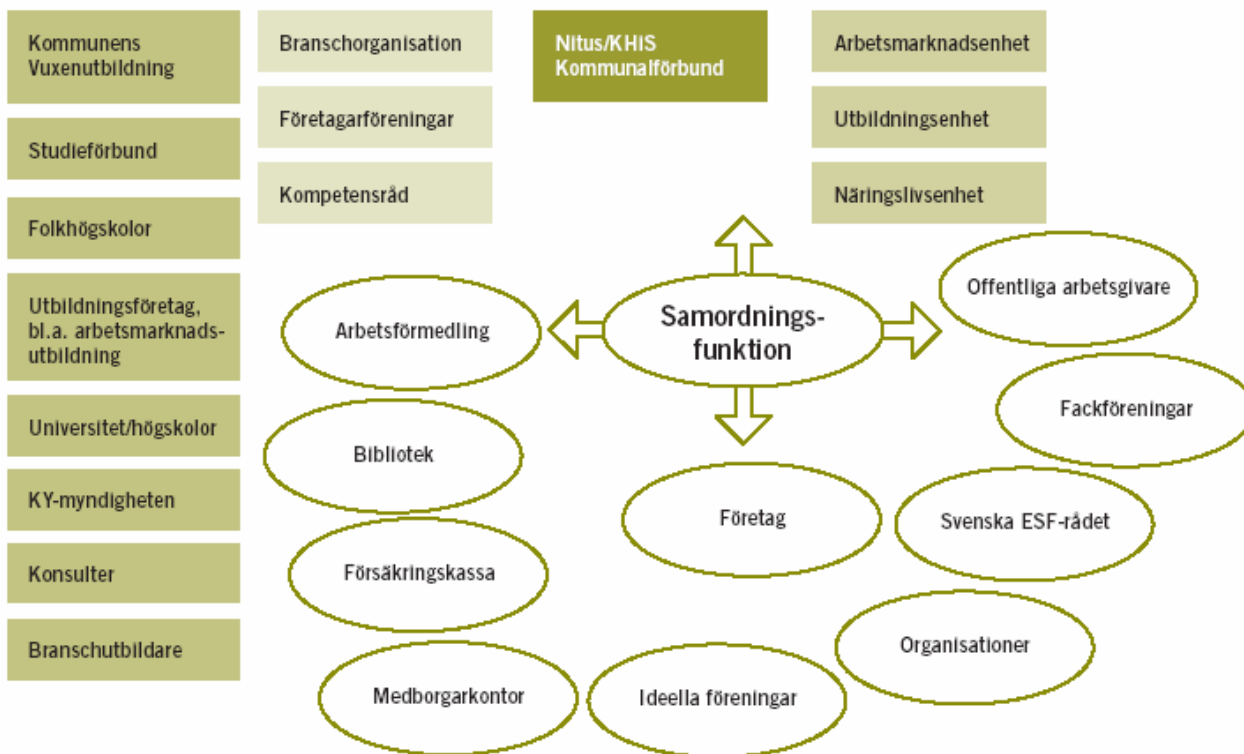 Kommunens
Vuxenutbildning
Studieförbund
Folkhögskolor
Utbildningsföretag,
bl.a. arbetsmarknads-
utbildning
Universitet/högskolor
KY-myndigheten
Konsulter
Branschutbildare
Branschorganisation
Företagarföreningar
Kompetensråd
Nitus/KHiS
Kommunalförbund
Arbetsmarknadsenhet
Utbildningsenhet
Näringslivsenhet
Samordnings-
funktion
Arbetsförmedling
Bibliotek
Försäkringskassa
Medborgarkontor
Ideella föreningar
Företag
Offentliga arbetsgivare
Fackföreningar
Svenska ESF-rådet
Organisationer